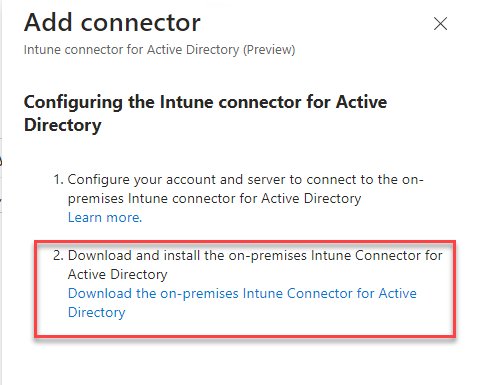 Add connector
Intune connector for Active Directory (Preview)
Configuring the Intune connector for Active
Directory
1. Configure your account and server to connect to the on-
premises Intune connector for Active Directory
Learn more.
2. Download and install the on-premises Intune Connector for
Active Directory
Download the on-premises Intune Connector for Active
Directory